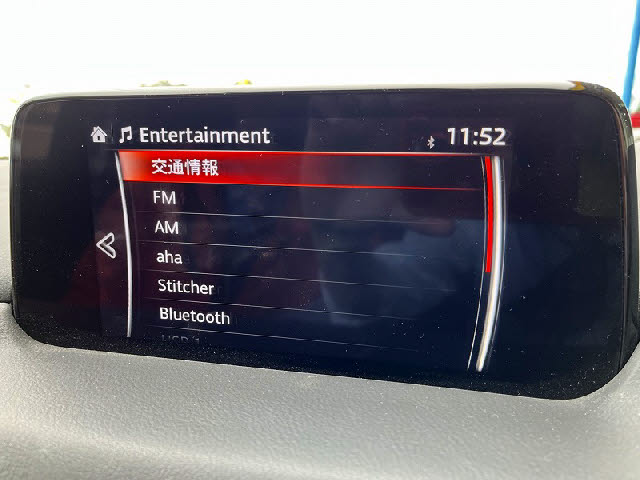 Entertainment 11:52
交通情報
FM
AM
aha
Stitcher
Bluetooth